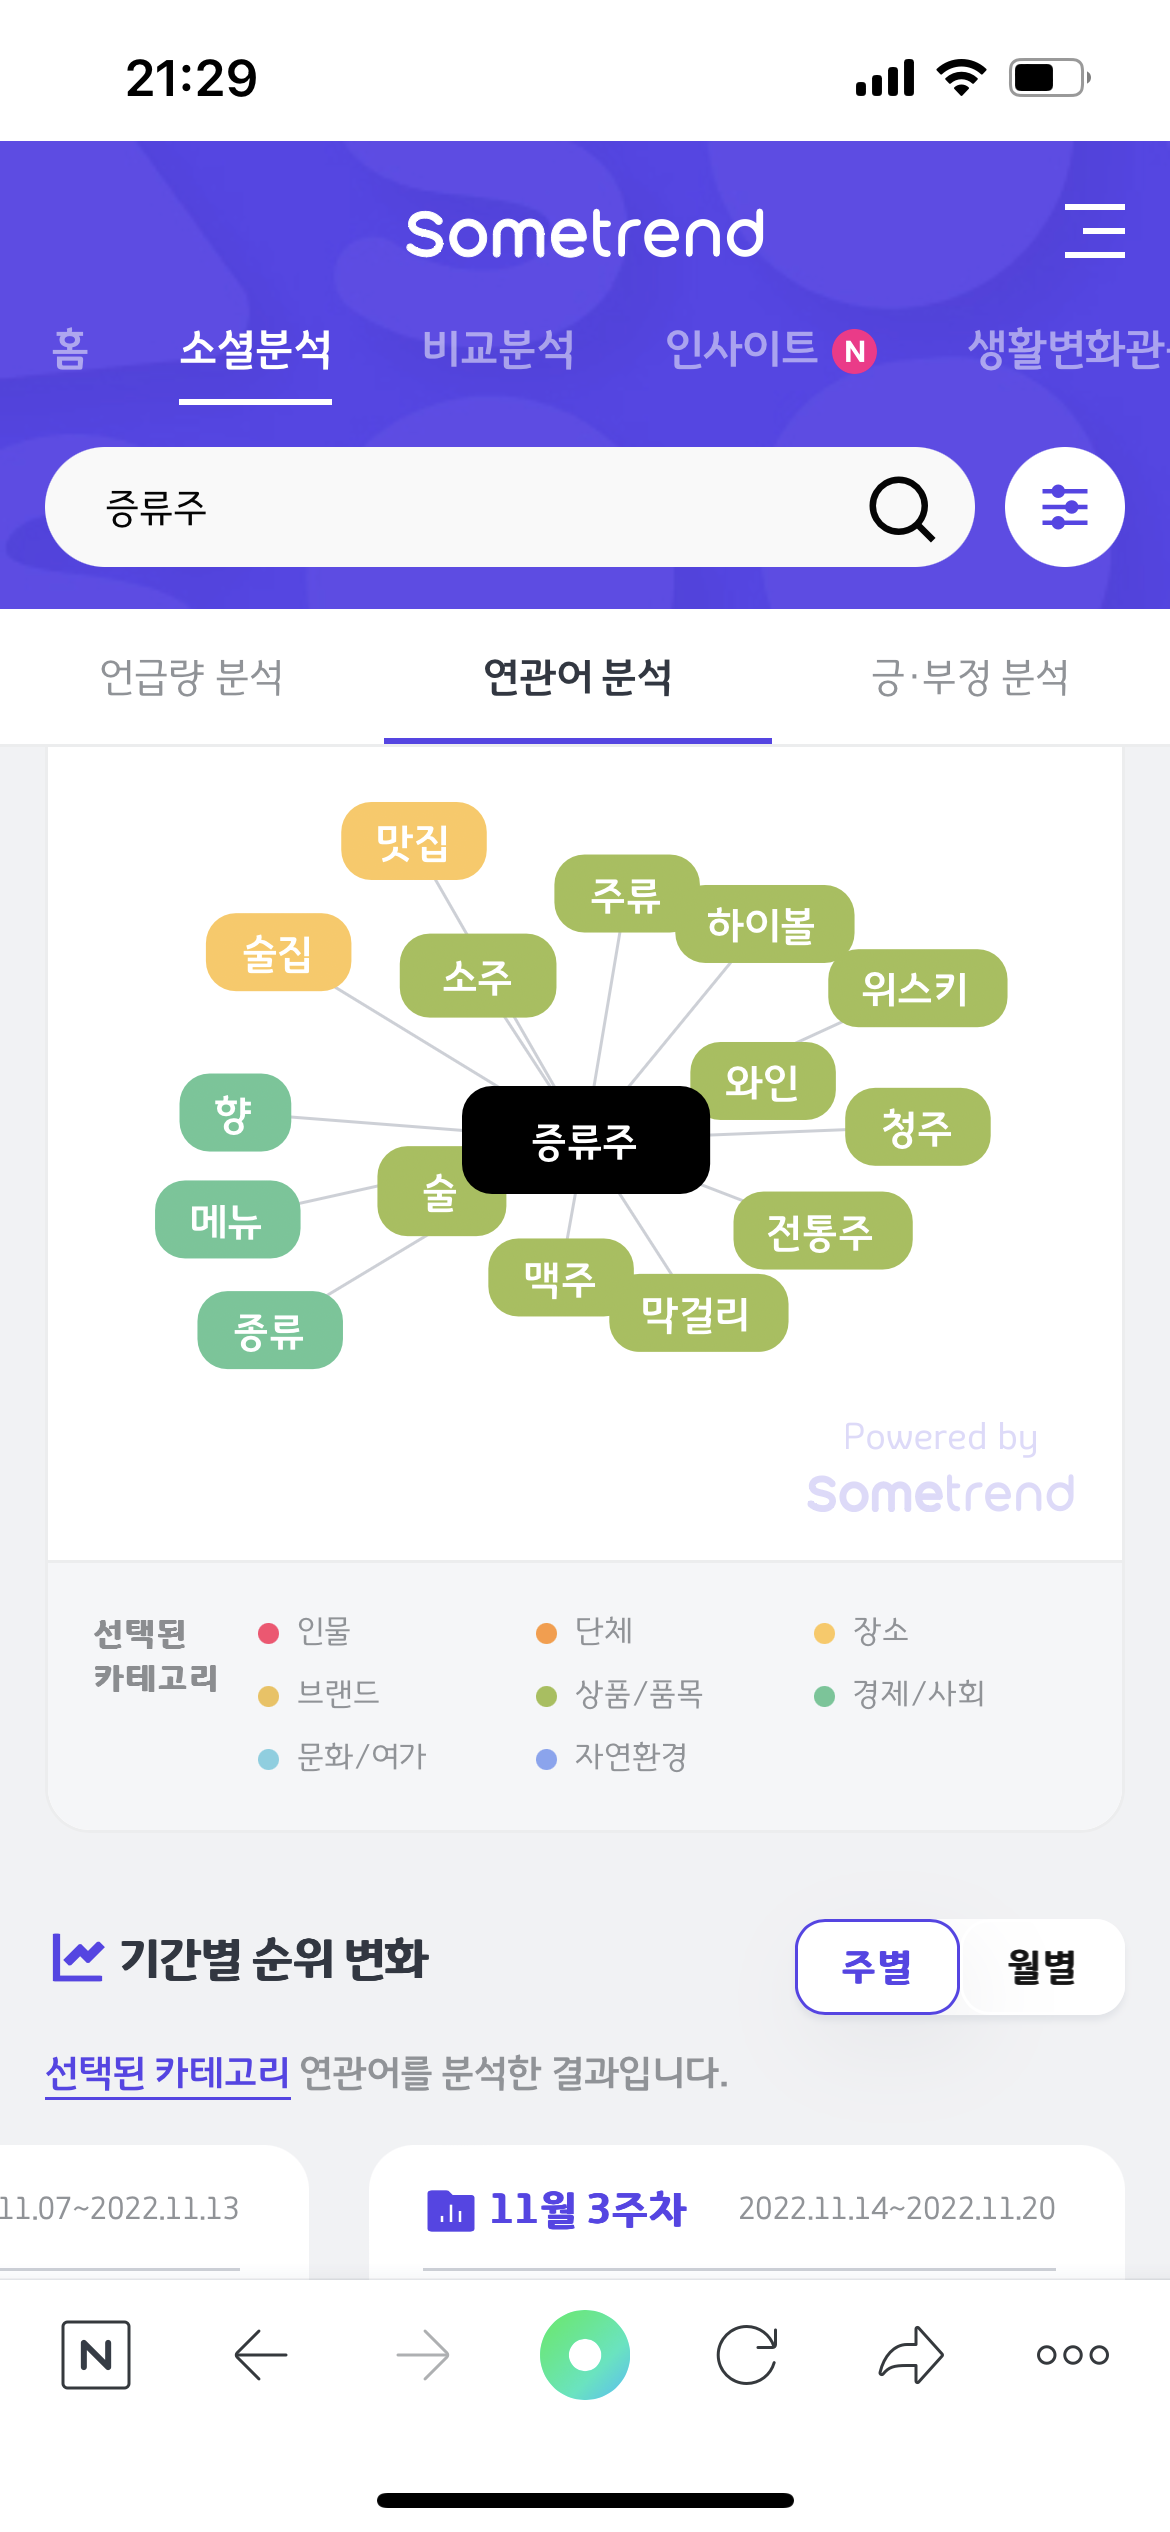 21:29
Sometrend
홈 소셜분석 비교분석 인사이트 N 생활변화관
증류주
언급량 분석 연관어 분석 긍·부정 분석
맛집
주류
하이볼
술집
소주
위스키
와인
향
청주
증류주
술
메뉴
전통주
맥주
막걸리
종류
Powered by
Sometrend
선택된
카테고리
인물 단체 장소
브랜드 상품/품목 경제/사회
문화/여가 자연환경
기간별 순위 변화 주별 월별
선택된 카테고리 연관어를 분석한 결과입니다.
11.07~2022.11.13 11월 3주차 2022.11.14~2022.11.20
N